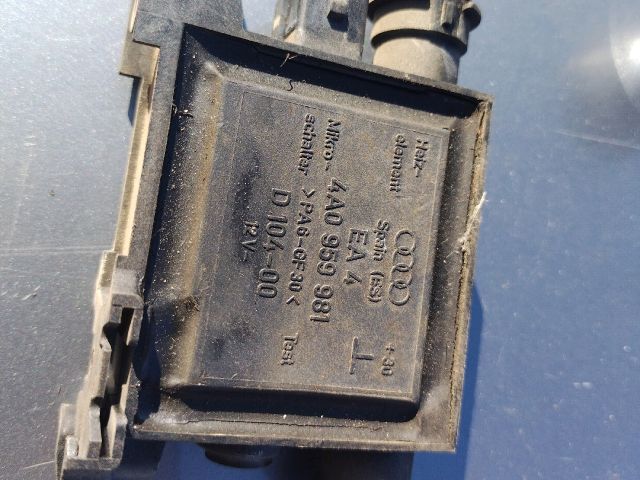 Heiz-
element
Spain (ES)
+30
EA 4
4A0 959 981
Mikro-
schalter
>PA6-GF30<
Test
D 104-00
12V-